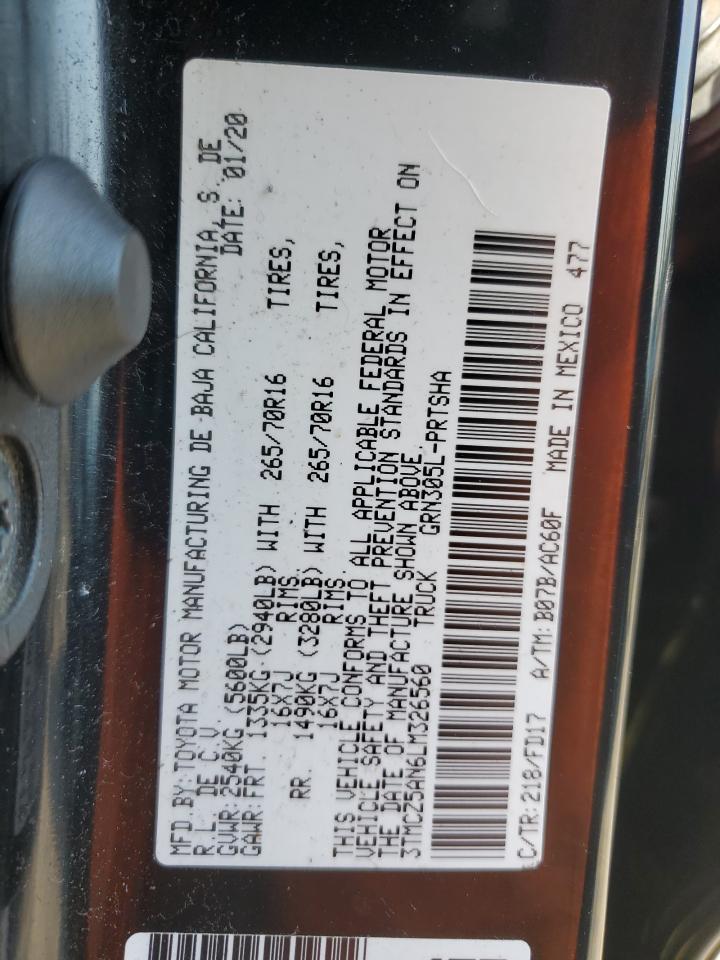 MFD.BY:TOYOTA MOTOR MANUFACTURING DE BAJA CALIFORNIA,S. DE
R.L. DE C.V. DATE: 01/20
GVWR:2540KG(5600LB)
GAWR:FRT. 1335KG(2940LB)WITH 265/70R16 TIRES,
16X7J RIMS.
RR. 1490KG(3280LB)WITH 265/70R16 TIRES,
16X7J RIMS.
THIS VEHICLE CONFORMS TO ALL APPLICABLE FEDERAL MOTOR
VEHICLE SAFETY AND THEFT PREVENTION STANDARDS IN EFFECT ON
THE DATE OF MANUFACTURE SHOWN ABOVE.
3TMCZ5AN6LM326560 TRUCK GRN305L-PRTSHA
C/TR:218/FD17 A/TM:B07B/AC60F MADE IN MEXICO 477